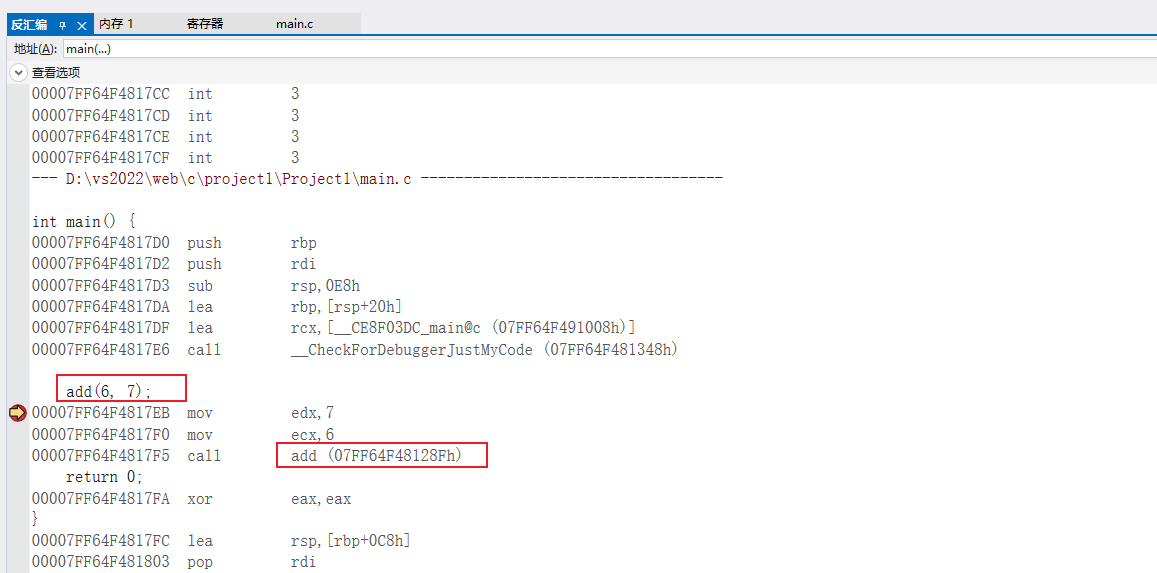 反汇编 内存 1 寄存器 main.c
地址(A): main(...)
查看选项
00007FF64F4817CC int 3
00007FF64F4817CD int 3
00007FF64F4817CE int 3
00007FF64F4817CF int 3
--- D:\vs2022\web\c\project1\Project1\main.c -----------------------------------
int main() {
00007FF64F4817D0 push rbp
00007FF64F4817D2 push rdi
00007FF64F4817D3 sub rsp,0E8h
00007FF64F4817DA lea rbp,[rsp+20h]
00007FF64F4817DF lea rcx,[__CE8F03DC_main@c (07FF64F491008h)]
00007FF64F4817E6 call __CheckForDebuggerJustMyCode (07FF64F481348h)
add(6, 7);
00007FF64F4817EB mov edx,7
00007FF64F4817F0 mov ecx,6
00007FF64F4817F5 call add (07FF64F48128Fh)
return 0;
00007FF64F4817FA xor eax,eax
}
00007FF64F4817FC lea rsp,[rbp+0C8h]
00007FF64F481803 pop rdi